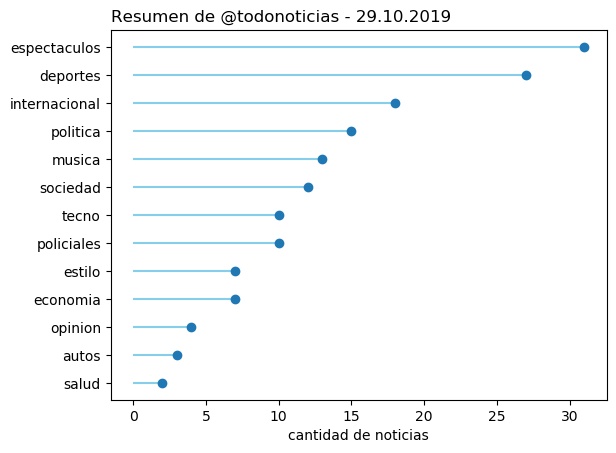 Resumen de @todonoticias - 29.10.2019
espectaculos
deportes
internacional
politica
musica
sociedad
tecno
policiales
estilo
economia
opinion
autos
salud
0 5 10 15 20 25 30
cantidad de noticias